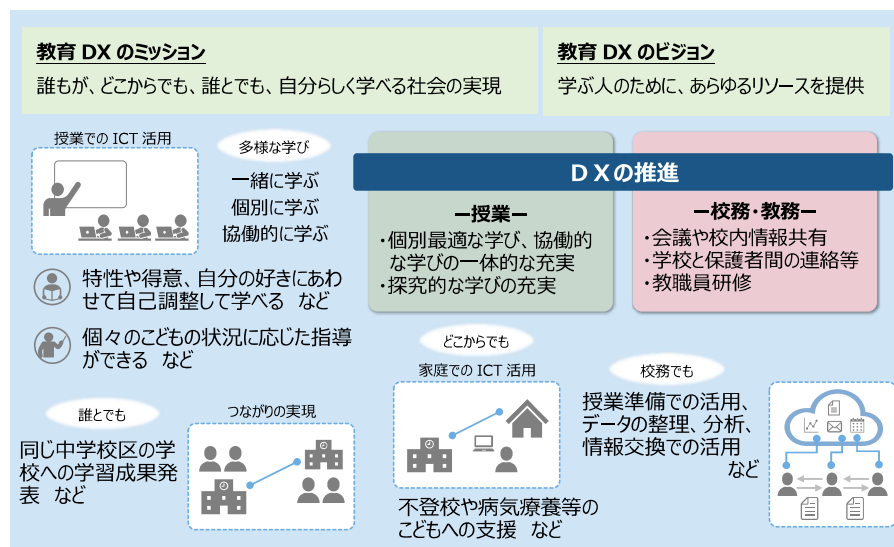 教育DXのミッション
誰もが、どこからでも、誰とでも、自分らしく学べる社会の実現
教育DXのビジョン
学ぶ人のために、あらゆるリソースを提供
授業でのICT活用
多様な学び
一緒に学ぶ
個別に学ぶ
協働的に学ぶ
特性や得意、自分の好きにあわ
せて自己調整して学べる など
個々のこどもの状況に応じた指導
ができる など
DXの推進
ー授業ー
・個別最適な学び、協働的
な学びの一体的な充実
・探究的な学びの充実
ー校務・教務ー
・会議や校内情報共有
・学校と保護者間の連絡等
・教職員研修
誰とでも
つながりの実現
同じ中学校区の学
校への学習成果発
表 など
どこからでも
家庭でのICT活用
不登校や病気療養等の
こどもへの支援 など
校務でも
授業準備での活用、
データの整理、分析、
情報交換での活用
など